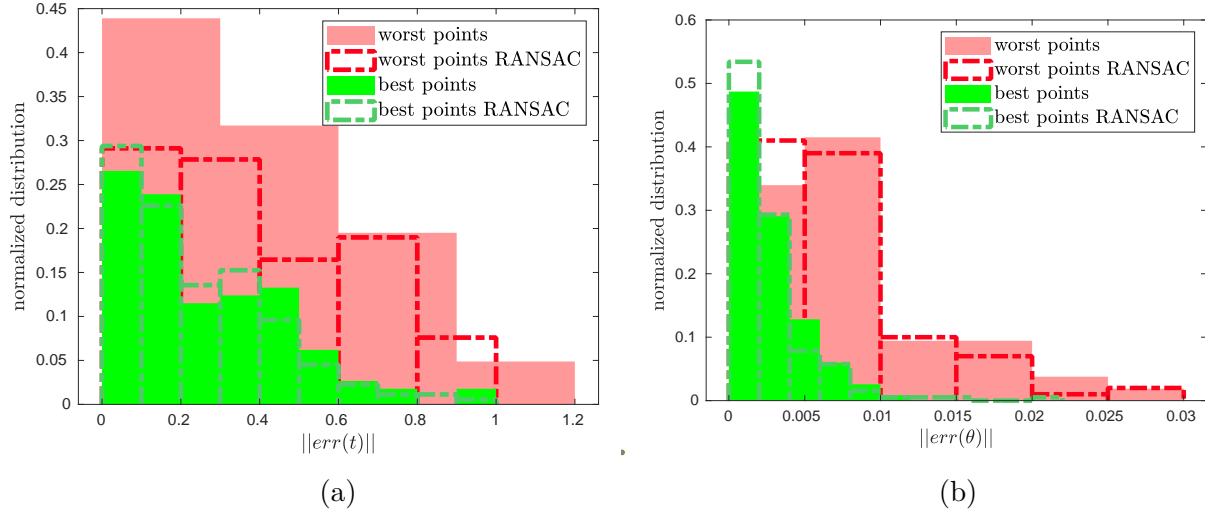 0.45
0.4
0.35
0.3
0.25
0.2
0.15
0.1
0.05
0
normalized distribution
worst points
worst points RANSAC
best points
best points RANSAC
0 0.2 0.4 0.6 0.8 1 1.2
||err(t)||
(a)
0.6
0.5
0.4
0.3
0.2
0.1
0
normalized distribution
worst points
worst points RANSAC
best points
best points RANSAC
0 0.005 0.01 0.015 0.02 0.025 0.03
||err(θ)||
(b)